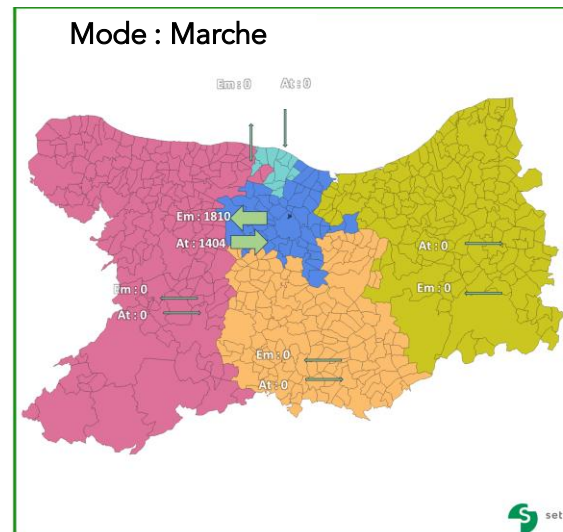 Mode : Marche
Em : 0 At : 0
Em : 1810
At : 1404
At : 0
Em : 0
Em : 0
At : 0
Em : 0
At : 0
set